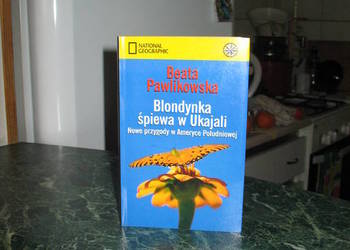 NATIONAL
GEOGRAPHIC
Beata
Pawlikowska
Blondynka
śpiewa w Ukajali
Nowe przygody w Ameryce Południowej